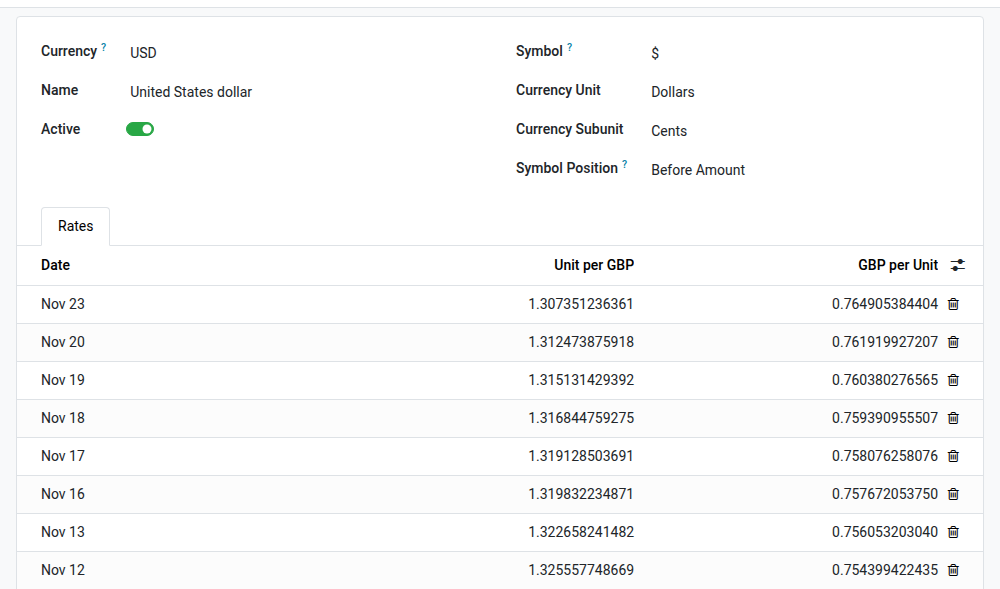 Currency ? USD Symbol ? $
Name United States dollar Currency Unit Dollars
Active Currency Subunit Cents
Symbol Position ? Before Amount
Rates
Date Unit per GBP GBP per Unit
Nov 23 1.307351236361 0.764905384404
Nov 20 1.312473875918 0.761919927207
Nov 19 1.315131429392 0.760380276565
Nov 18 1.316844759275 0.759390955507
Nov 17 1.319128503691 0.758076258076
Nov 16 1.319832234871 0.757672053750
Nov 13 1.322658241482 0.756053203040
Nov 12 1.325557748669 0.754399422435